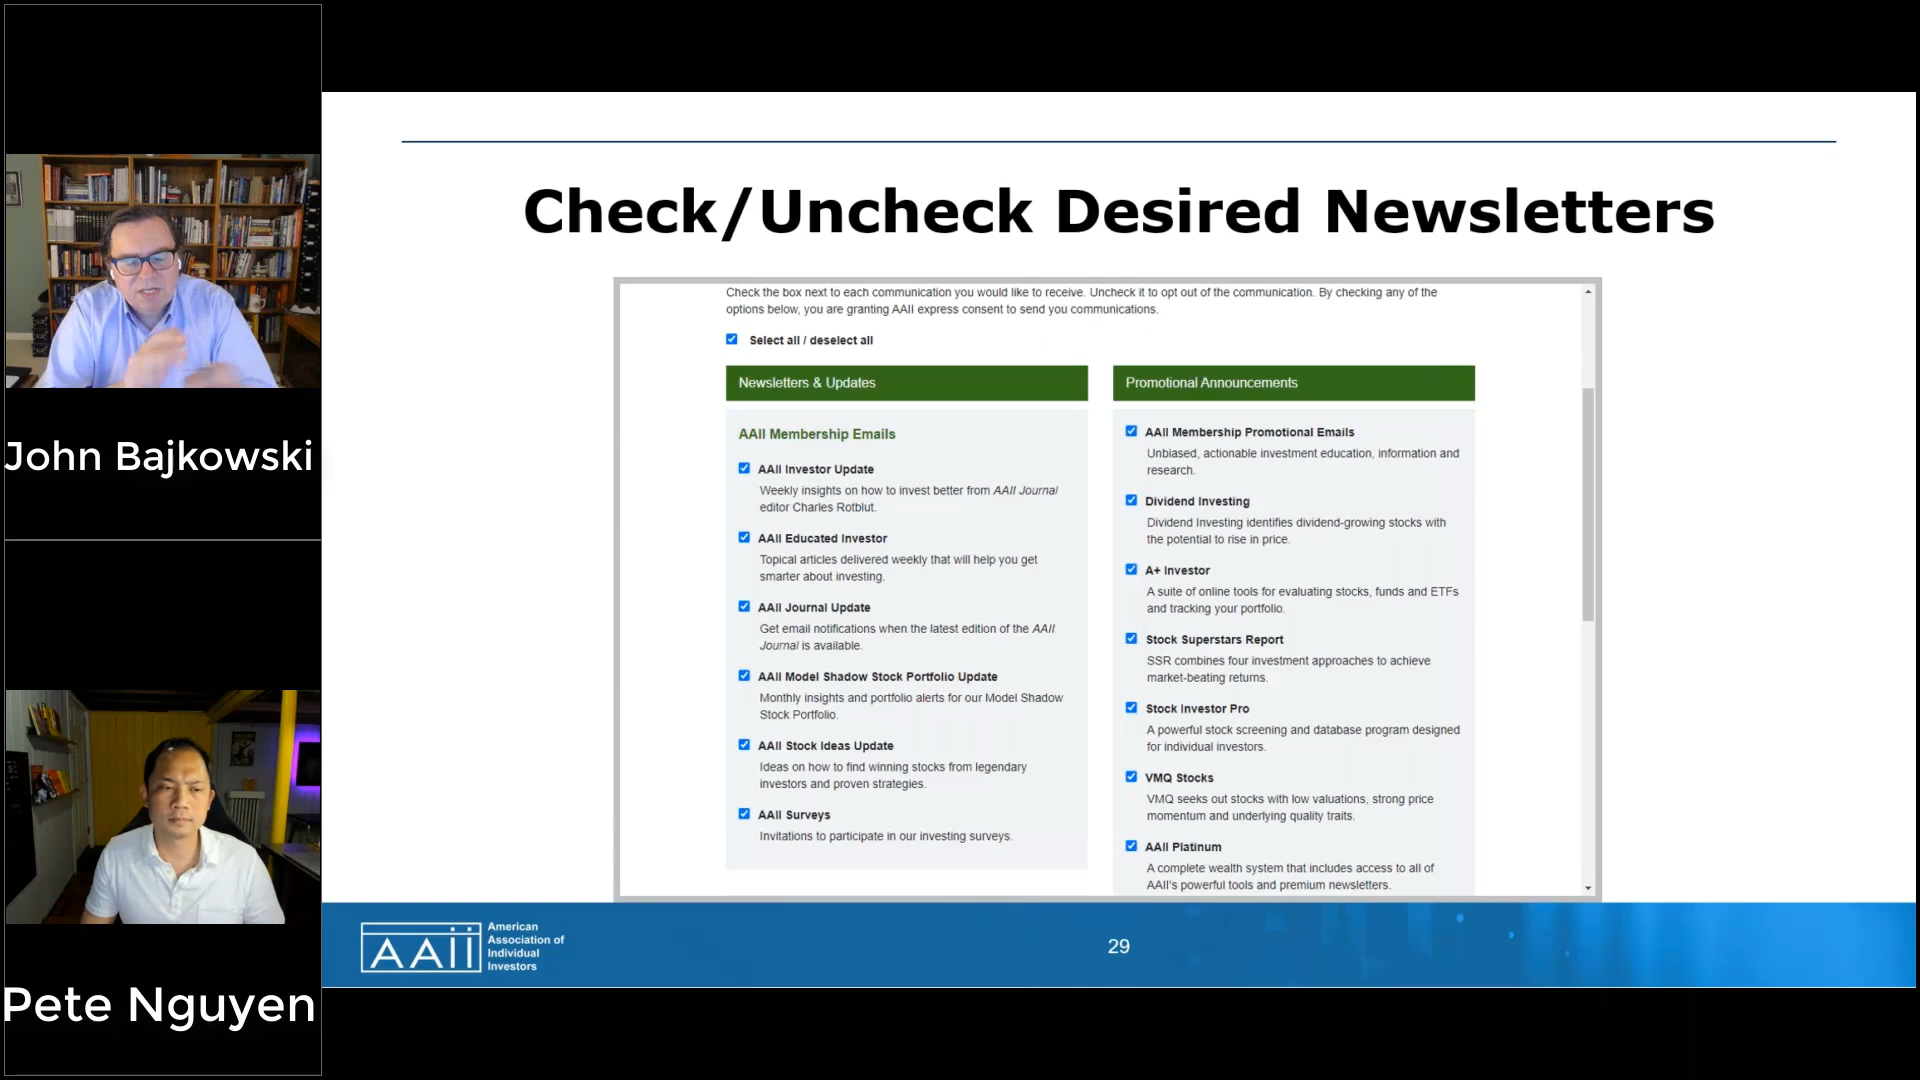 John Bajkowski
Pete Nguyen
Check/Uncheck Desired Newsletters
Check the box next to each communication you would like to receive. Uncheck it to opt out of the communication. By checking any of the
options below, you are granting AAII express consent to send you communications.
Select all / deselect all
Newsletters & Updates
AAII Membership Emails
AAII Investor Update
Weekly insights on how to invest better from AAII Journal
editor Charles Rotblut.
AAII Educated Investor
Topical articles delivered weekly that will help you get
smarter about investing.
AAII Journal Update
Get email notifications when the latest edition of the AAII
Journal is available.
AAII Model Shadow Stock Portfolio Update
Monthly insights and portfolio alerts for our Model Shadow
Stock Portfolio.
AAII Stock Ideas Update
Ideas on how to find winning stocks from legendary
investors and proven strategies.
AAII Surveys
Invitations to participate in our investing surveys.
Promotional Announcements
AAII Membership Promotional Emails
Unbiased, actionable investment education, information and
research.
Dividend Investing
Dividend Investing identifies dividend-growing stocks with
the potential to rise in price.
A+ Investor
A suite of online tools for evaluating stocks, funds and ETFs
and tracking your portfolio.
Stock Superstars Report
SSR combines four investment approaches to achieve
market-beating returns.
Stock Investor Pro
A powerful stock screening and database program designed
for individual investors.
VMQ Stocks
VMQ seeks out stocks with low valuations, strong price
momentum and underlying quality traits.
AAII Platinum
A complete wealth system that includes access to all of
AAII's powerful tools and premium newsletters.
AAII
American
Association of
Individual
Investors
29